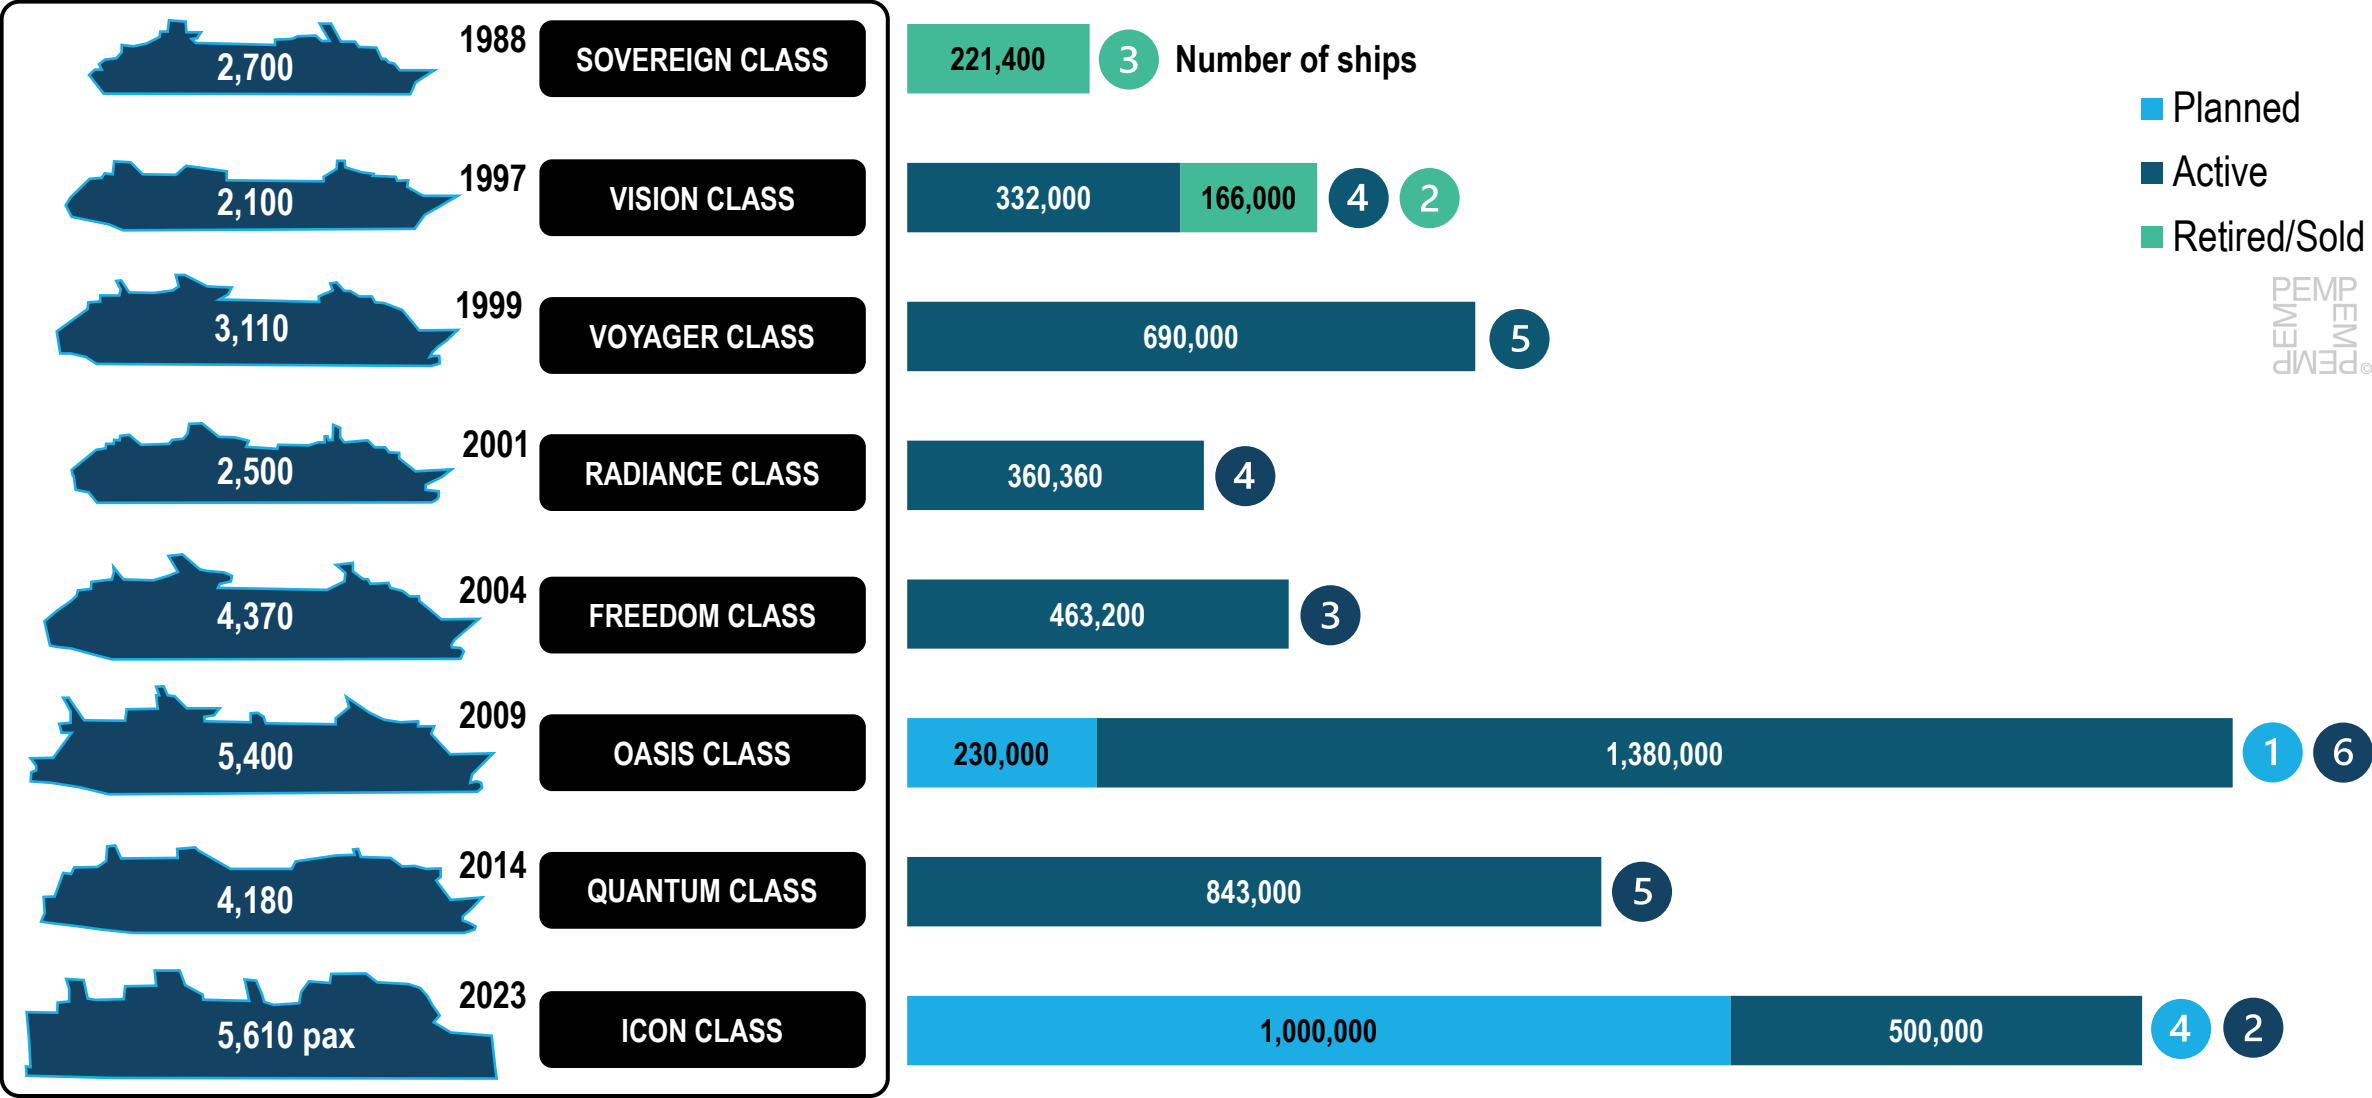 2,700
1988
SOVEREIGN CLASS
221,400
3
Number of ships
Planned
Active
Retired/Sold
PEMP
PEMP
PEMP
PEMP
©
2,100
1997
VISION CLASS
332,000
166,000
4
2
3,110
1999
VOYAGER CLASS
690,000
5
2,500
2001
RADIANCE CLASS
360,360
4
4,370
2004
FREEDOM CLASS
463,200
3
5,400
2009
OASIS CLASS
230,000
1,380,000
1
6
4,180
2014
QUANTUM CLASS
843,000
5
5,610 pax
2023
ICON CLASS
1,000,000
500,000
4
2